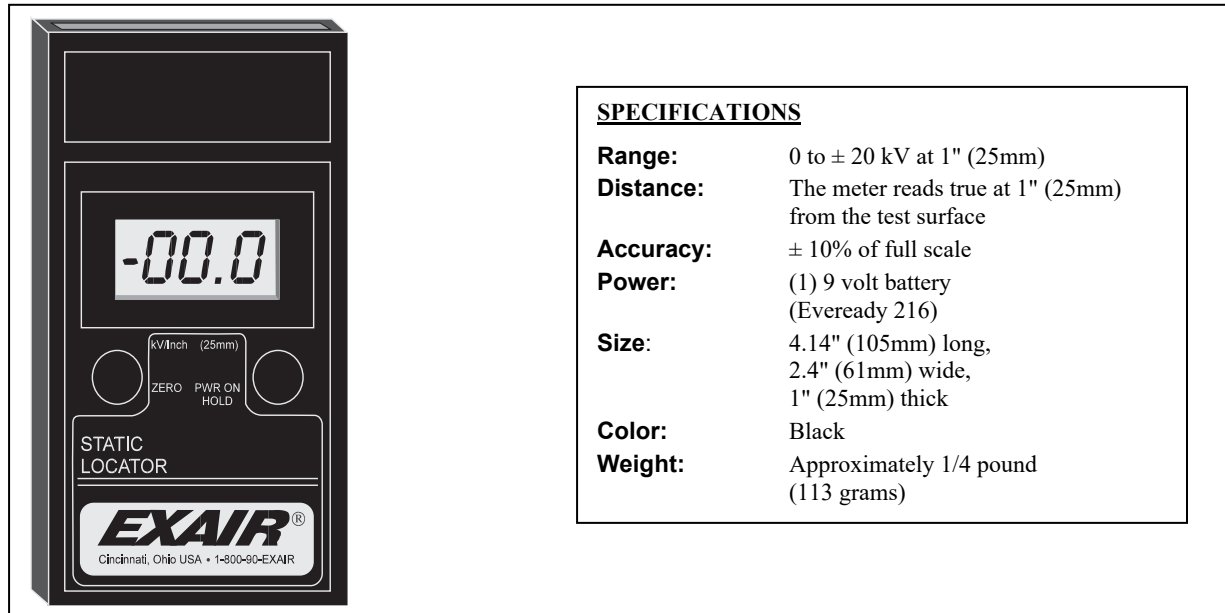 -00.0
kV/Inch (25mm)
ZERO PWR ON
HOLD
STATIC
LOCATOR
EXAIR®
Cincinnati, Ohio USA • 1-800-90-EXAIR
SPECIFICATIONS
Range: 0 to ± 20 kV at 1" (25mm)
Distance: The meter reads true at 1" (25mm)
from the test surface
Accuracy: ± 10% of full scale
Power: (1) 9 volt battery
(Eveready 216)
Size: 4.14" (105mm) long,
2.4" (61mm) wide,
1" (25mm) thick
Color: Black
Weight: Approximately 1/4 pound
(113 grams)